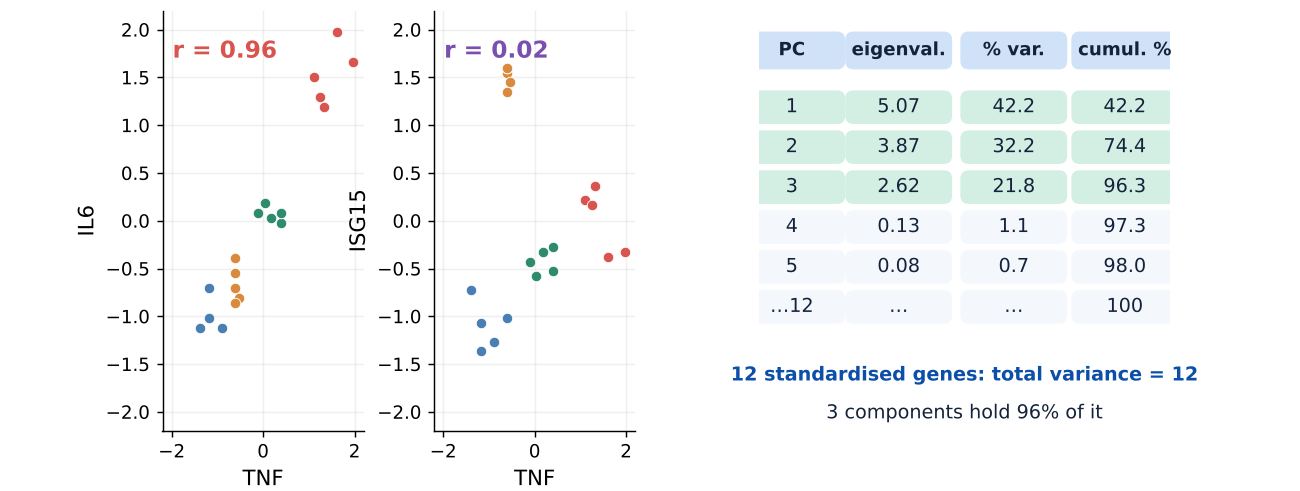 r = 0.96
IL6
2.0
1.5
1.0
0.5
0.0
−0.5
−1.0
−1.5
−2.0
−2
0
2
TNF
r = 0.02
ISG15
2.0
1.5
1.0
0.5
0.0
−0.5
−1.0
−1.5
−2.0
−2
0
2
TNF
PC eigenval. % var. cumul. %
1 5.07 42.2 42.2
2 3.87 32.2 74.4
3 2.62 21.8 96.3
4 0.13 1.1 97.3
5 0.08 0.7 98.0
...12 ... ... 100
12 standardised genes: total variance = 12
3 components hold 96% of it